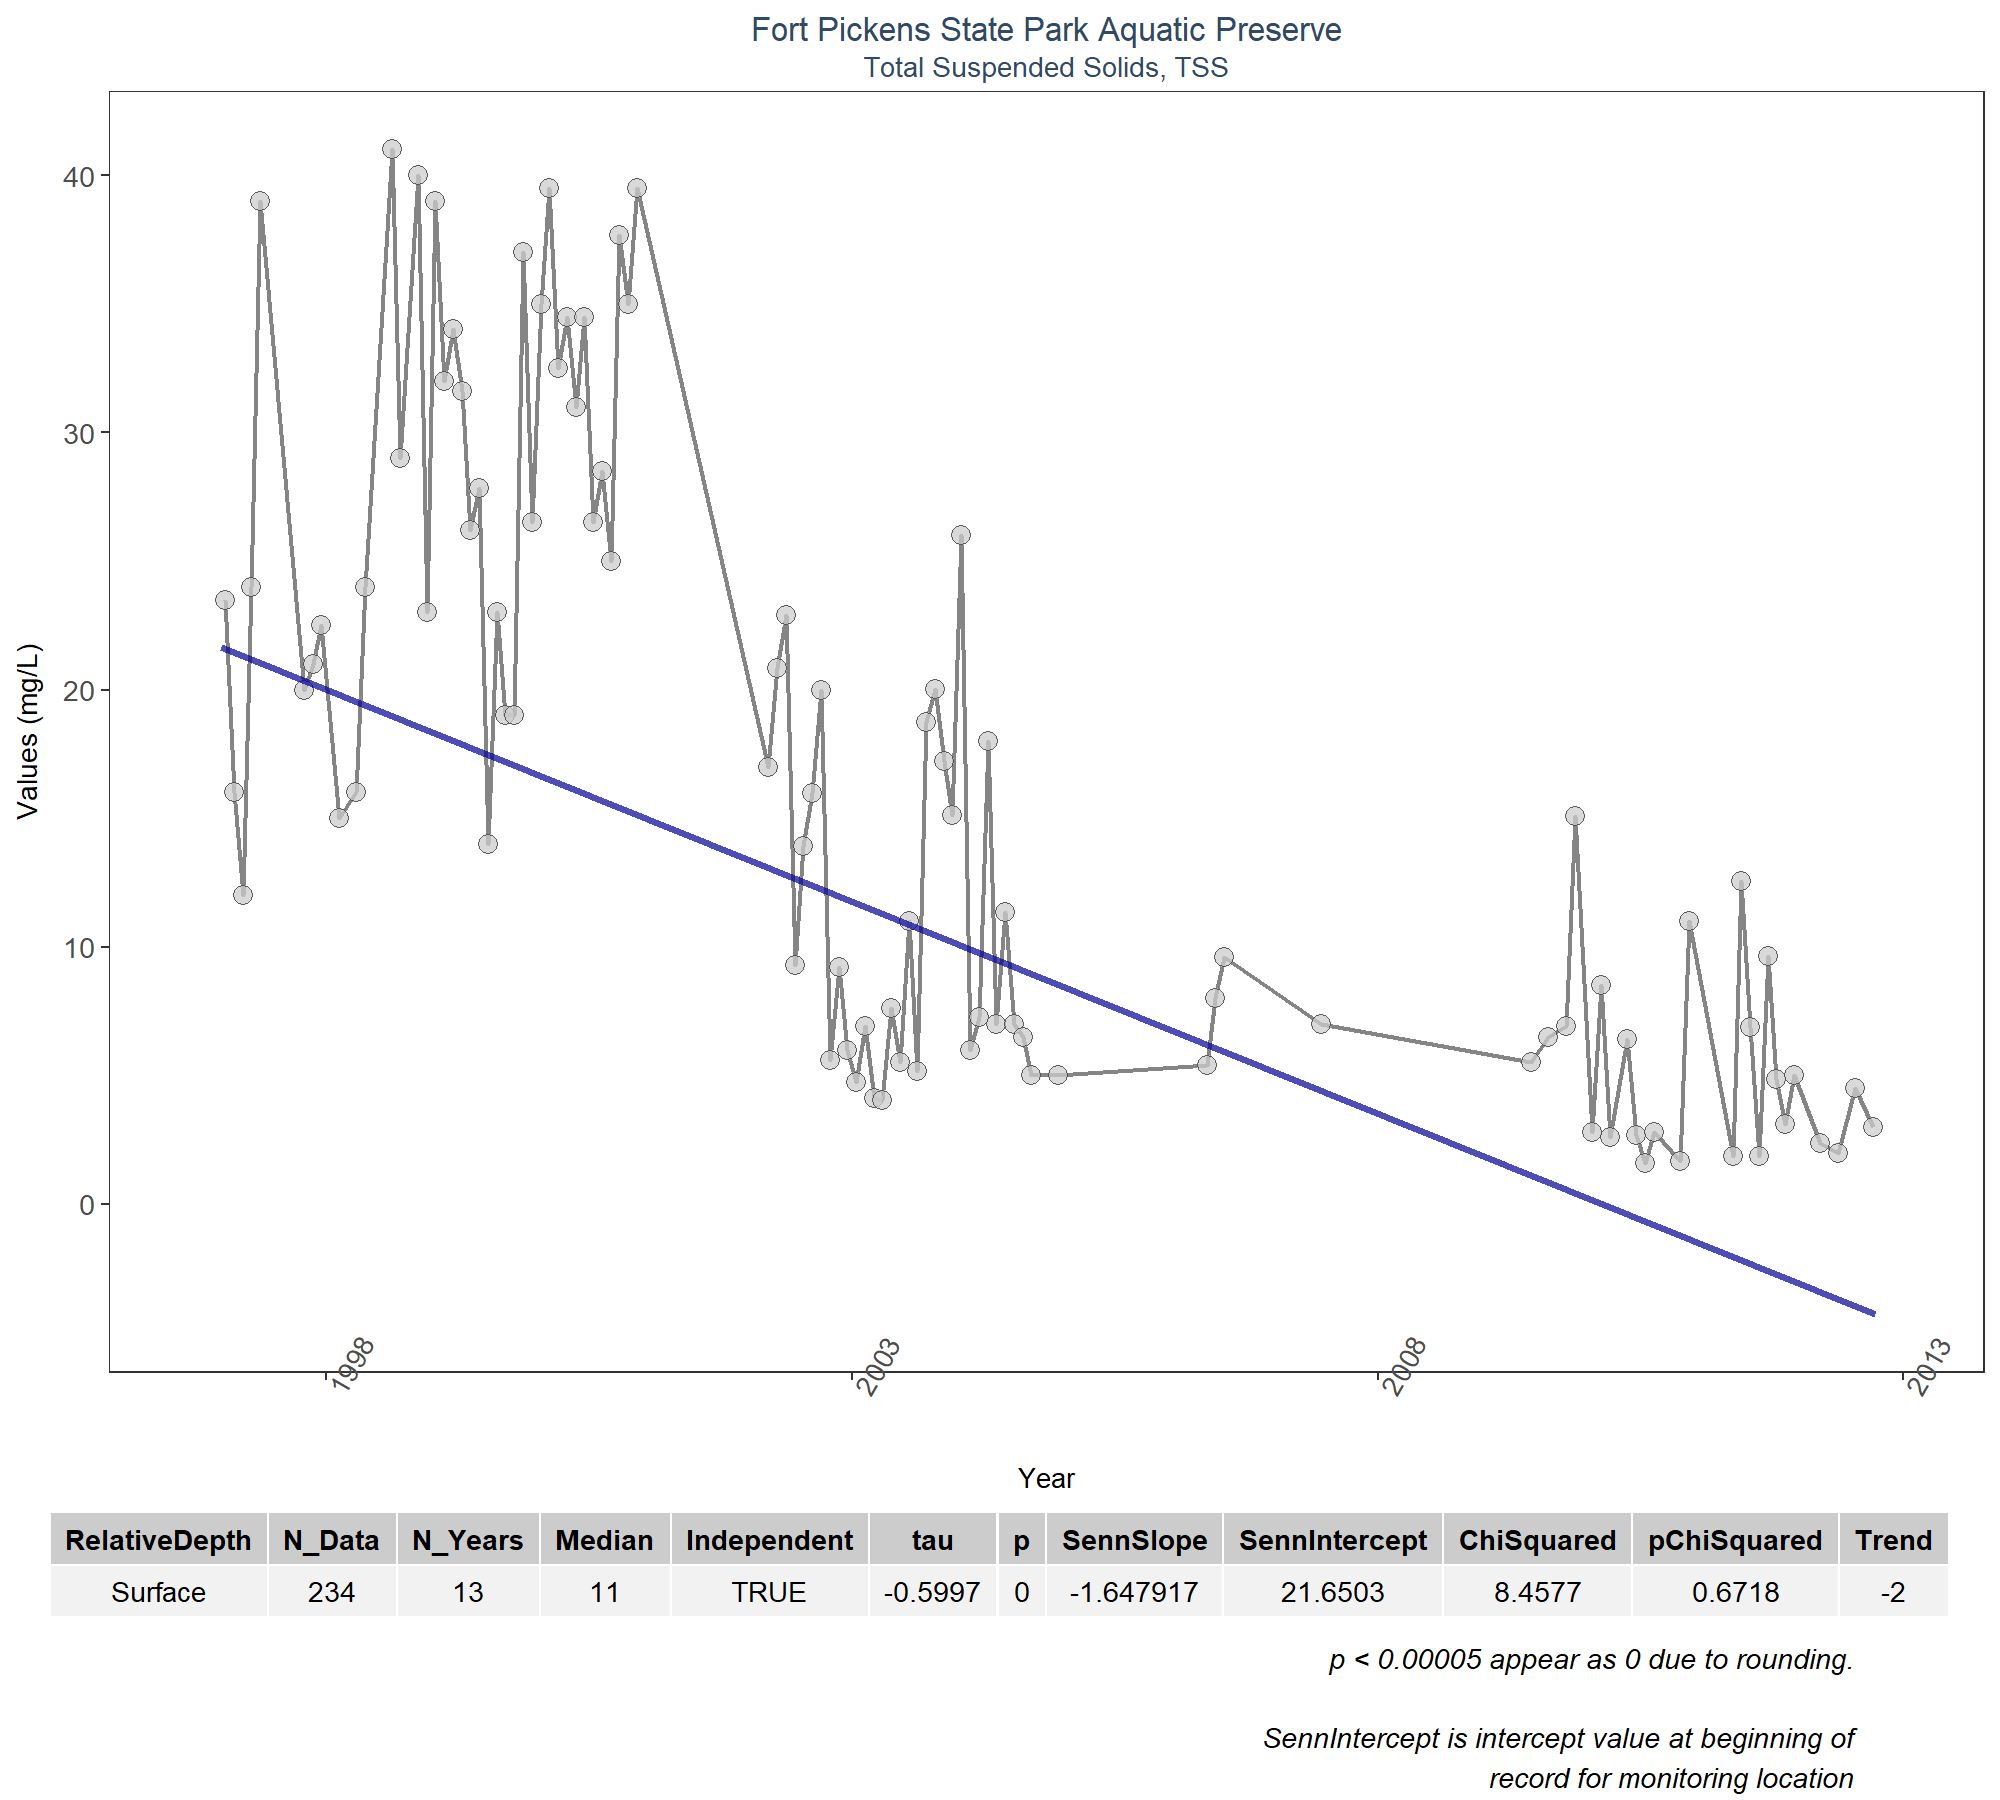 Fort Pickens State Park Aquatic Preserve
Total Suspended Solids, TSS
Values (mg/L)
40
30
20
10
0
1998
2003
2008
2013
Year
RelativeDepth N_Data N_Years Median Independent tau p SennSlope SennIntercept ChiSquared pChiSquared Trend
Surface 234 13 11 TRUE -0.5997 0 -1.647917 21.6503 8.4577 0.6718 -2
p < 0.00005 appear as 0 due to rounding.
SennIntercept is intercept value at beginning of
record for monitoring location